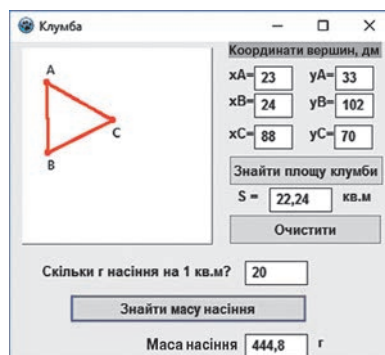 Клумба
Координати вершин, дм
A
B
C
xA= 23 yA= 33
xB= 24 yB= 102
xC= 88 yC= 70
Знайти площу клумби
S = 22,24 кв.м
Очистити
Скільки г насіння на 1 кв.м? 20
Знайти масу насіння
Маса насіння 444,8 г